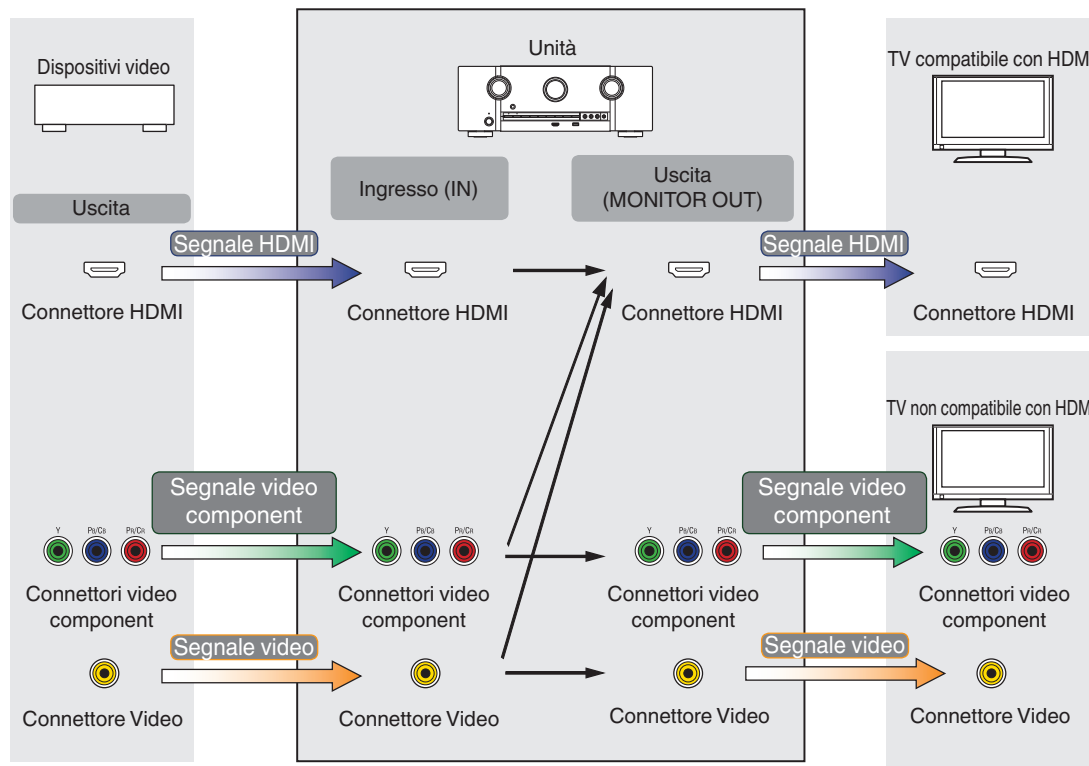 Dispositivi video
Unità
TV compatibile con HDM
Uscita
Ingresso (IN)
Uscita
(MONITOR OUT)
Segnale HDMI
Segnale HDMI
Connettore HDMI
Connettore HDMI
Connettore HDMI
Connettore HDMI
TV non compatibile con HDM
Segnale video
component
Segnale video
component
Y PB/CB PR/CR
Y PB/CB PR/CR
Y PB/CB PR/CR
Y PB/CB PR/CR
Connettori video
component
Connettori video
component
Connettori video
component
Connettori video
component
Segnale video
Segnale video
Connettore Video
Connettore Video
Connettore Video
Connettore Video